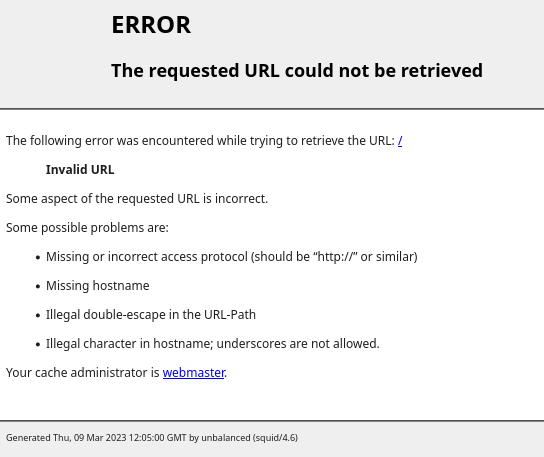 ERROR
The requested URL could not be retrieved
The following error was encountered while trying to retrieve the URL: /
Invalid URL
Some aspect of the requested URL is incorrect.
Some possible problems are:
• Missing or incorrect access protocol (should be “http://” or similar)
• Missing hostname
• Illegal double-escape in the URL-Path
• Illegal character in hostname; underscores are not allowed.
Your cache administrator is webmaster.
Generated Thu, 09 Mar 2023 12:05:00 GMT by unbalanced (squid/4.6)